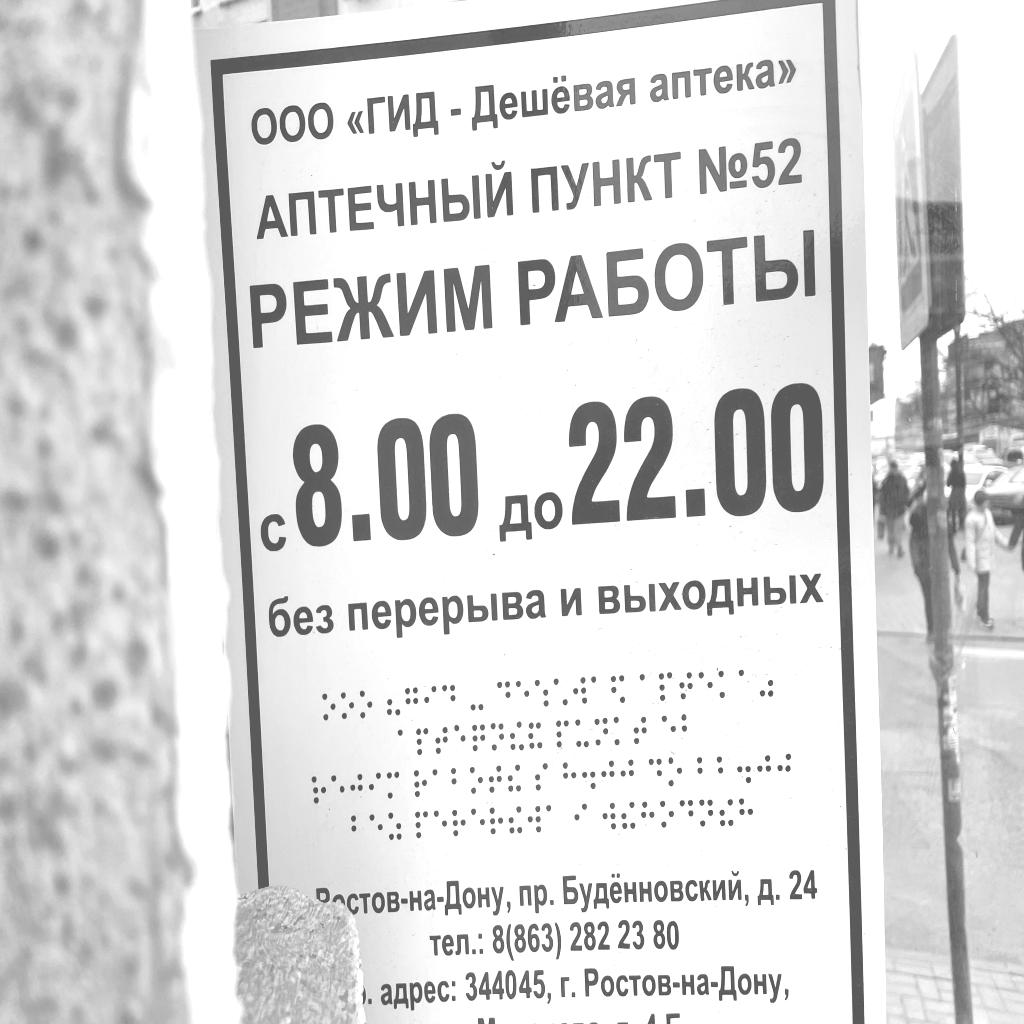 ООО «ГИД - Дешёвая аптека»
АПТЕЧНЫЙ ПУНКТ №52
РЕЖИМ РАБОТЫ
с 8.00 до 22.00
без перерыва и выходных
Ростов-на-Дону, пр. Будённовский, д. 24
тел.: 8(863) 282 23 80
адрес: 344045, г. Ростов-на-Дону,